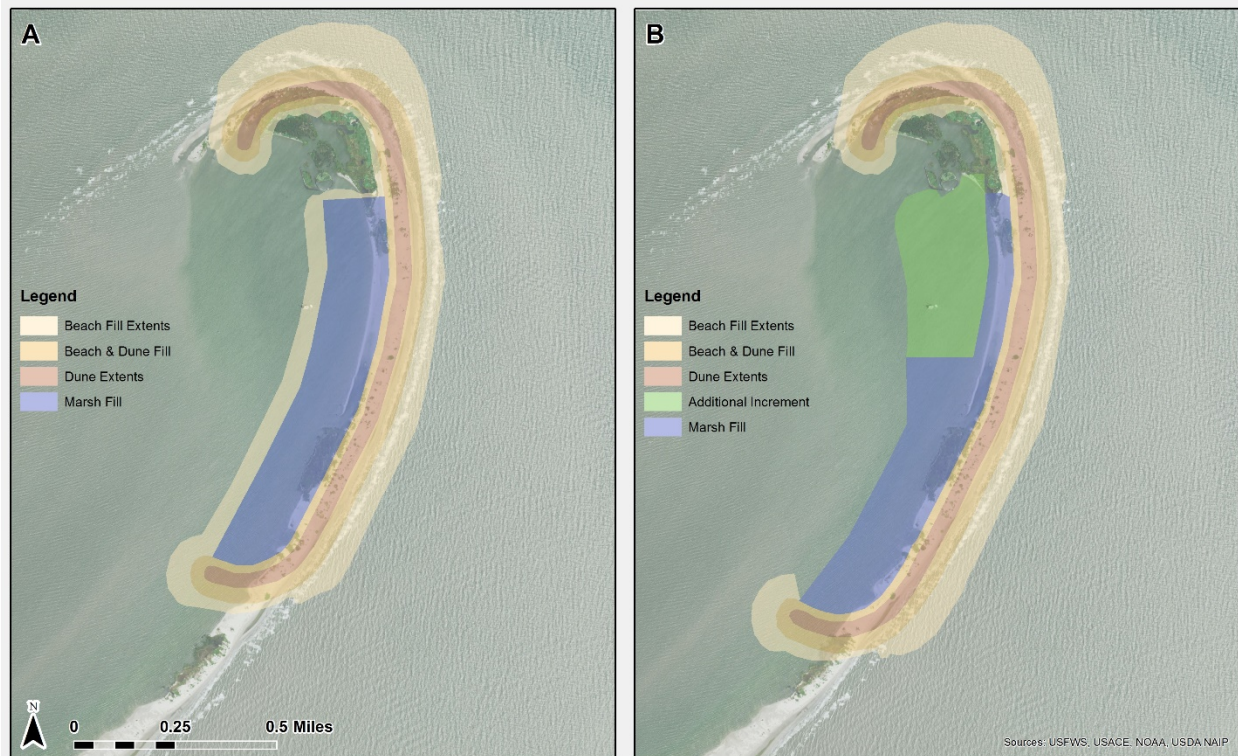 A
Legend
Beach Fill Extents
Beach & Dune Fill
Dune Extents
Marsh Fill
N
0 0.25 0.5 Miles
B
Legend
Beach Fill Extents
Beach & Dune Fill
Dune Extents
Additional Increment
Marsh Fill
Sources: USFWS, USACE, NOAA, USDA NAIP